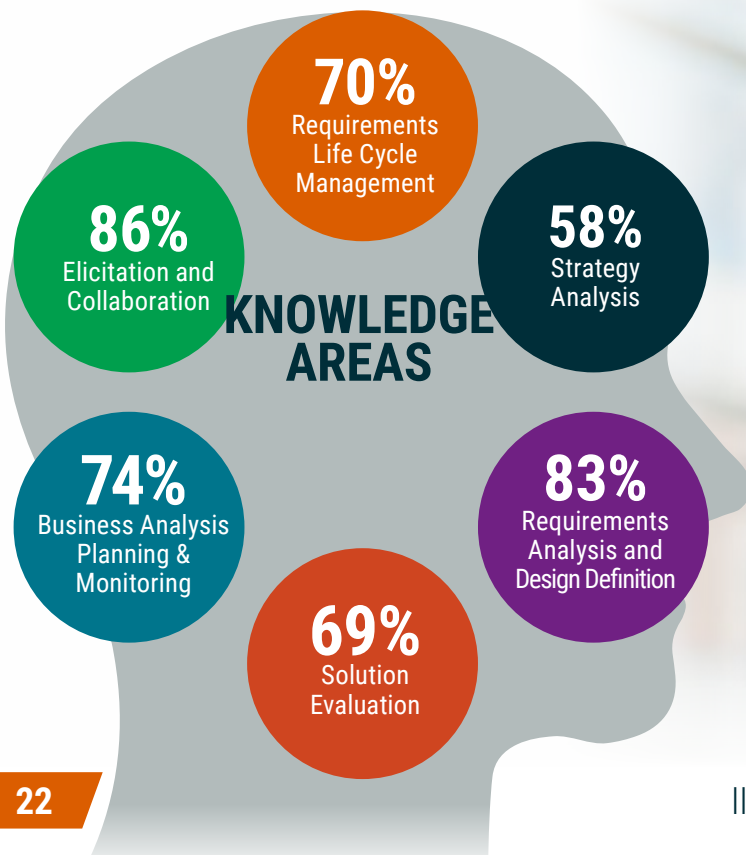 70%
Requirements
Life Cycle
Management
86%
Elicitation and
Collaboration
58%
Strategy
Analysis
KNOWLEDGE
AREAS
74%
Business Analysis
Planning &
Monitoring
83%
Requirements
Analysis and
Design Definition
69%
Solution
Evaluation
22